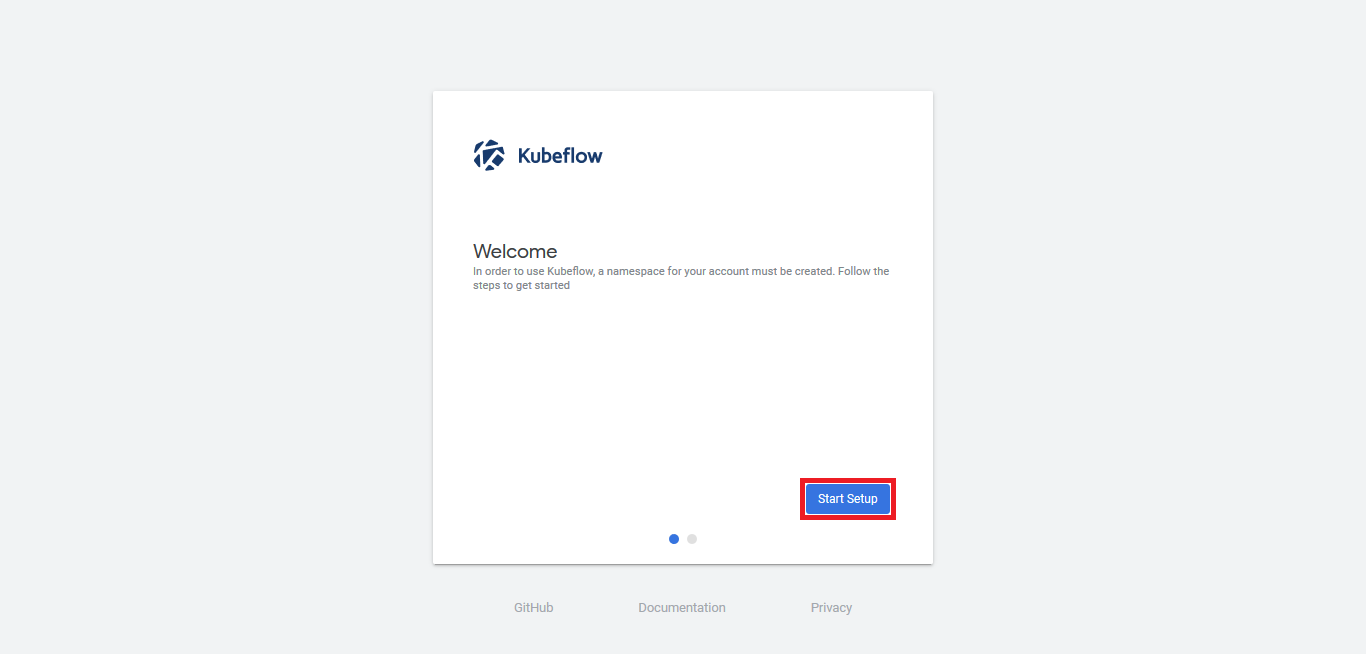 Kubeflow
Welcome
In order to use Kubeflow, a namespace for your account must be created. Follow the
steps to get started
Start Setup
GitHub
Documentation
Privacy